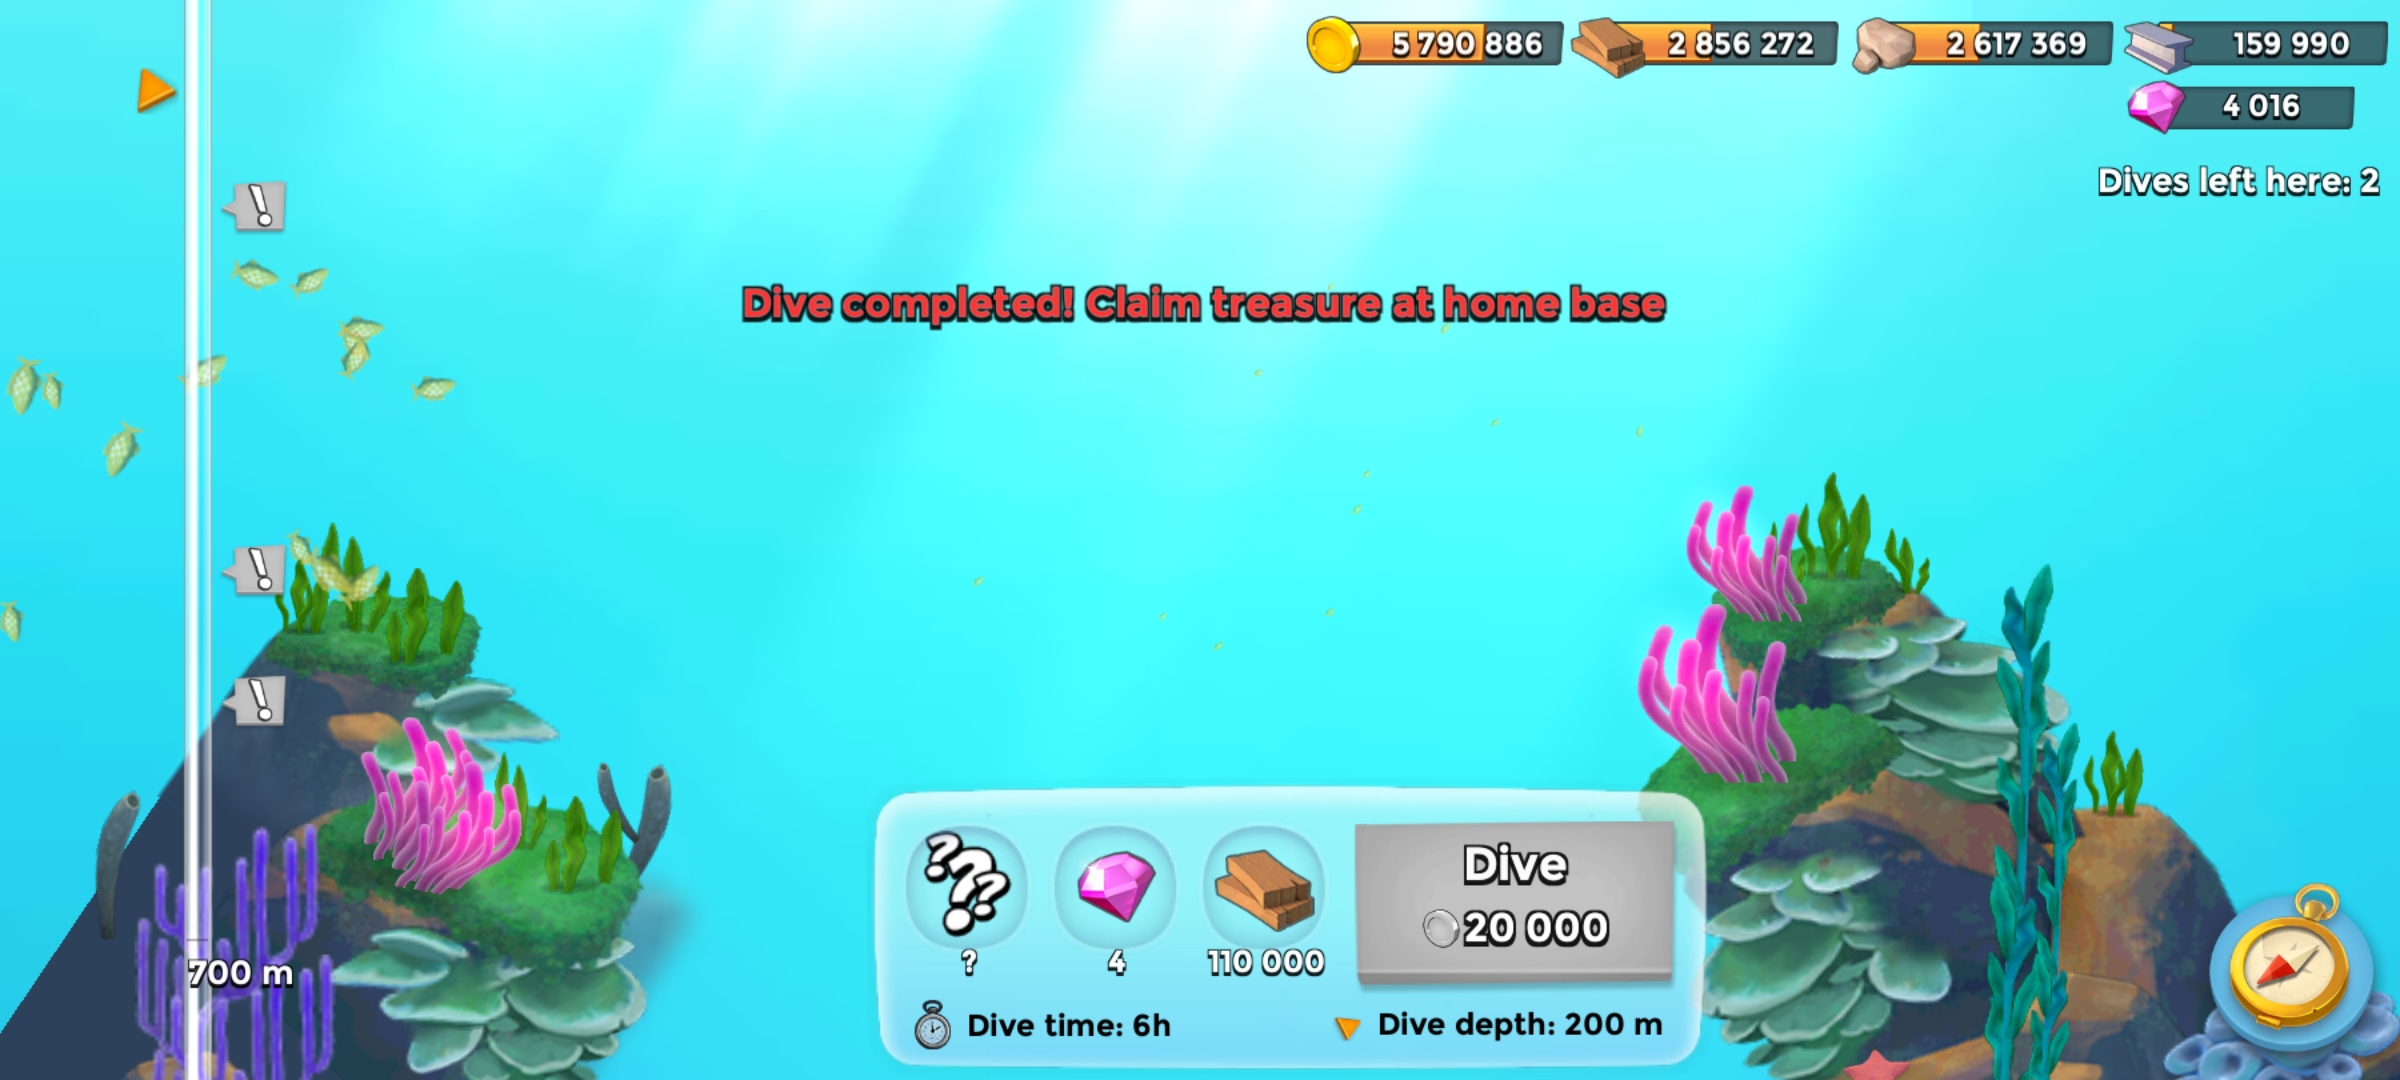 5 790 886
2 856 272
2 617 369
159 990
4 016
Dives left here: 2
!
Dive completed! Claim treasure at home base
!
!
700 m
???
?
4
110 000
Dive
20 000
Dive time: 6h
Dive depth: 200 m